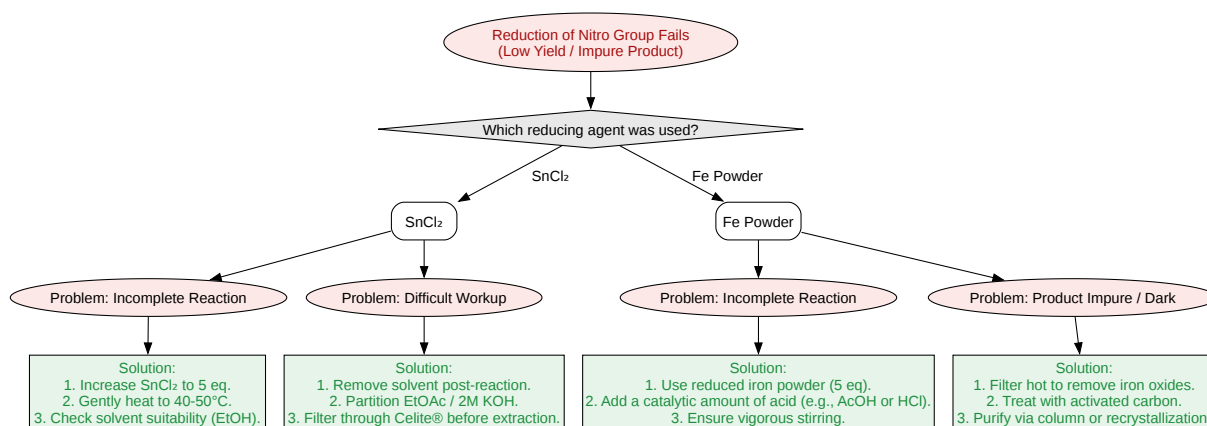 Reduction of Nitro Group Fails
(Low Yield / Impure Product)
Which reducing agent was used?
SnCl₂
Fe Powder
SnCl₂
Fe Powder
Problem: Incomplete Reaction
Problem: Difficult Workup
Problem: Incomplete Reaction
Problem: Product Impure / Dark
Solution:
1. Increase SnCl₂ to 5 eq.
2. Gently heat to 40-50°C.
3. Check solvent suitability (EtOH).
Solution:
1. Remove solvent post-reaction.
2. Partition EtOAc / 2M KOH.
3. Filter through Celite® before extraction.
Solution:
1. Use reduced iron powder (5 eq).
2. Add a catalytic amount of acid (e.g., AcOH or HCl).
3. Ensure vigorous stirring.
Solution:
1. Filter hot to remove iron oxides.
2. Treat with activated carbon.
3. Purify via column or recrystallization